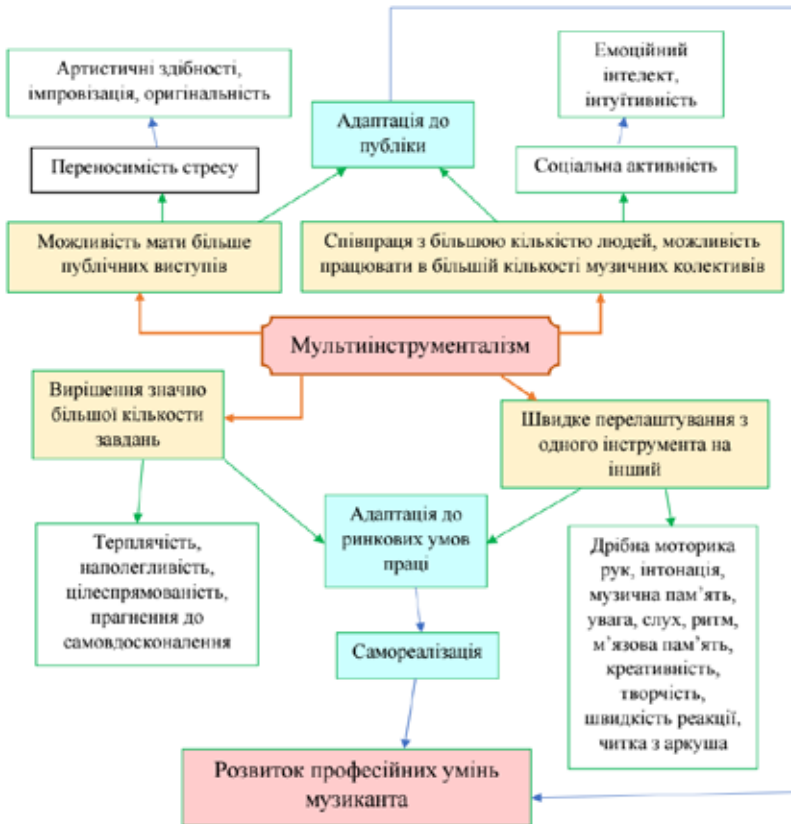 Артистичні здібності,
імпровізація, оригінальність
Емоційний
інтелект,
інтуїтивність
Адаптація до
публіки
Переносимість стресу
Соціальна активність
Можливість мати більше
публічних виступів
Співпраця з більшою кількістю людей, можливість
працювати в більшій кількості музичних колективів
Мультиінструменталізм
Вирішення значно
більшої кількости
завдань
Швидке перелаштування з
одного інструмента на
інший
Адаптація до
ринкових умов
праці
Терплячість,
наполегливість,
цілеспрямованість,
прагнення до
самовдосконалення
Дрібна моторика
рук, інтонація,
музична пам’ять,
увага, слух, ритм,
м’язова пам’ять,
креативність,
творчість,
швидкість реакції,
читка з аркуша
Самореалізація
Розвиток професійних умінь
музиканта